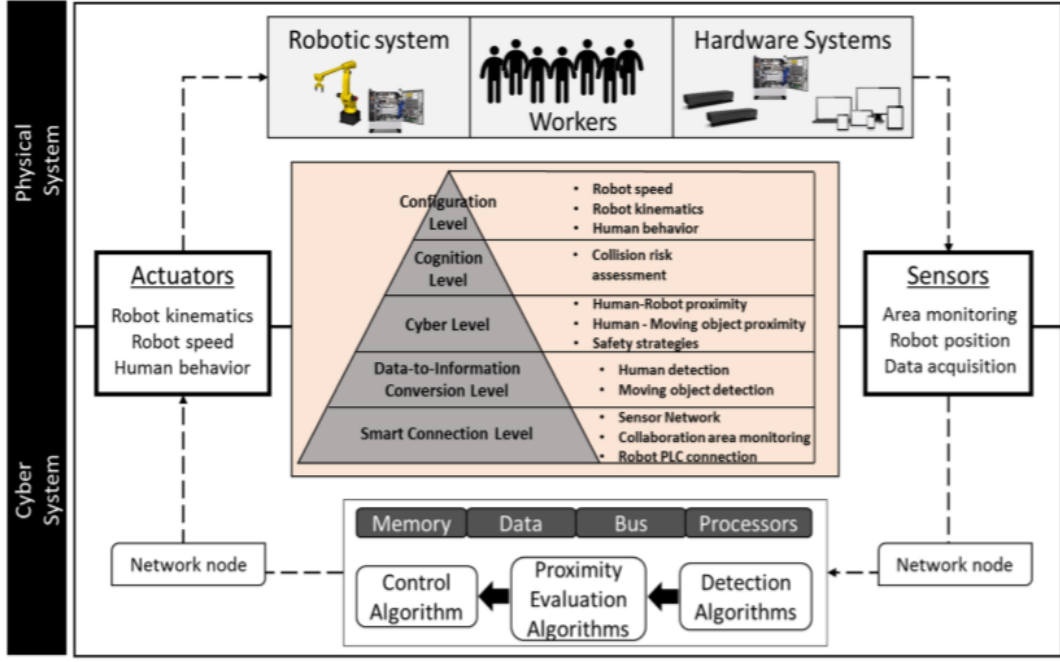 Physical
System
Cyber
System
Robotic system
Workers
Hardware Systems
Actuators
Robot kinematics
Robot speed
Human behavior
Configuration
Level
• Robot speed
• Robot kinematics
• Human behavior
Cognition
Level
• Collision risk
assessment
Cyber Level
• Human-Robot proximity
• Human - Moving object proximity
• Safety strategies
Data-to-Information
Conversion Level
• Human detection
• Moving object detection
Smart Connection Level
• Sensor Network
• Collaboration area monitoring
• Robot PLC connection
Sensors
Area monitoring
Robot position
Data acquisition
Network node
Memory
Data
Bus
Processors
Control
Algorithm
Proximity
Evaluation
Algorithms
Detection
Algorithms
Network node